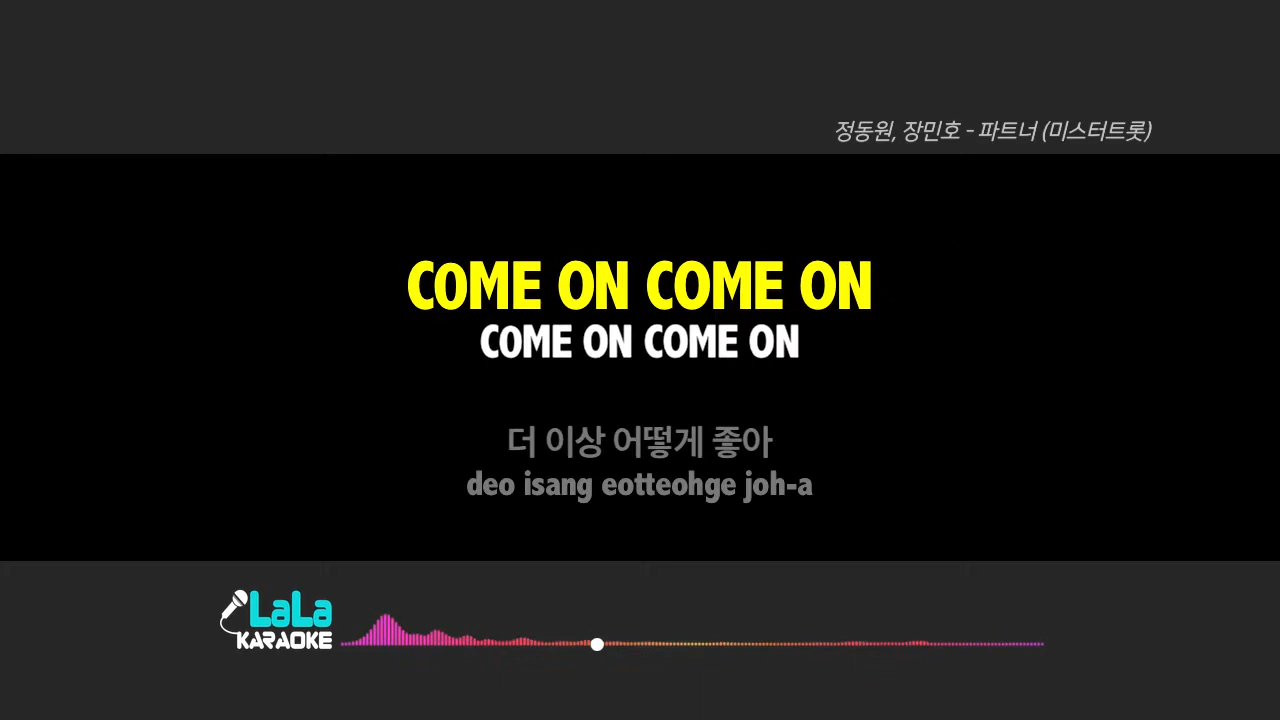 정동원, 장민호 - 파트너 (미스터트롯)
COME ON COME ON
COME ON COME ON
더 이상 어떻게 좋아
deo isang eotteohge joh-a
LaLa
KARAOKE